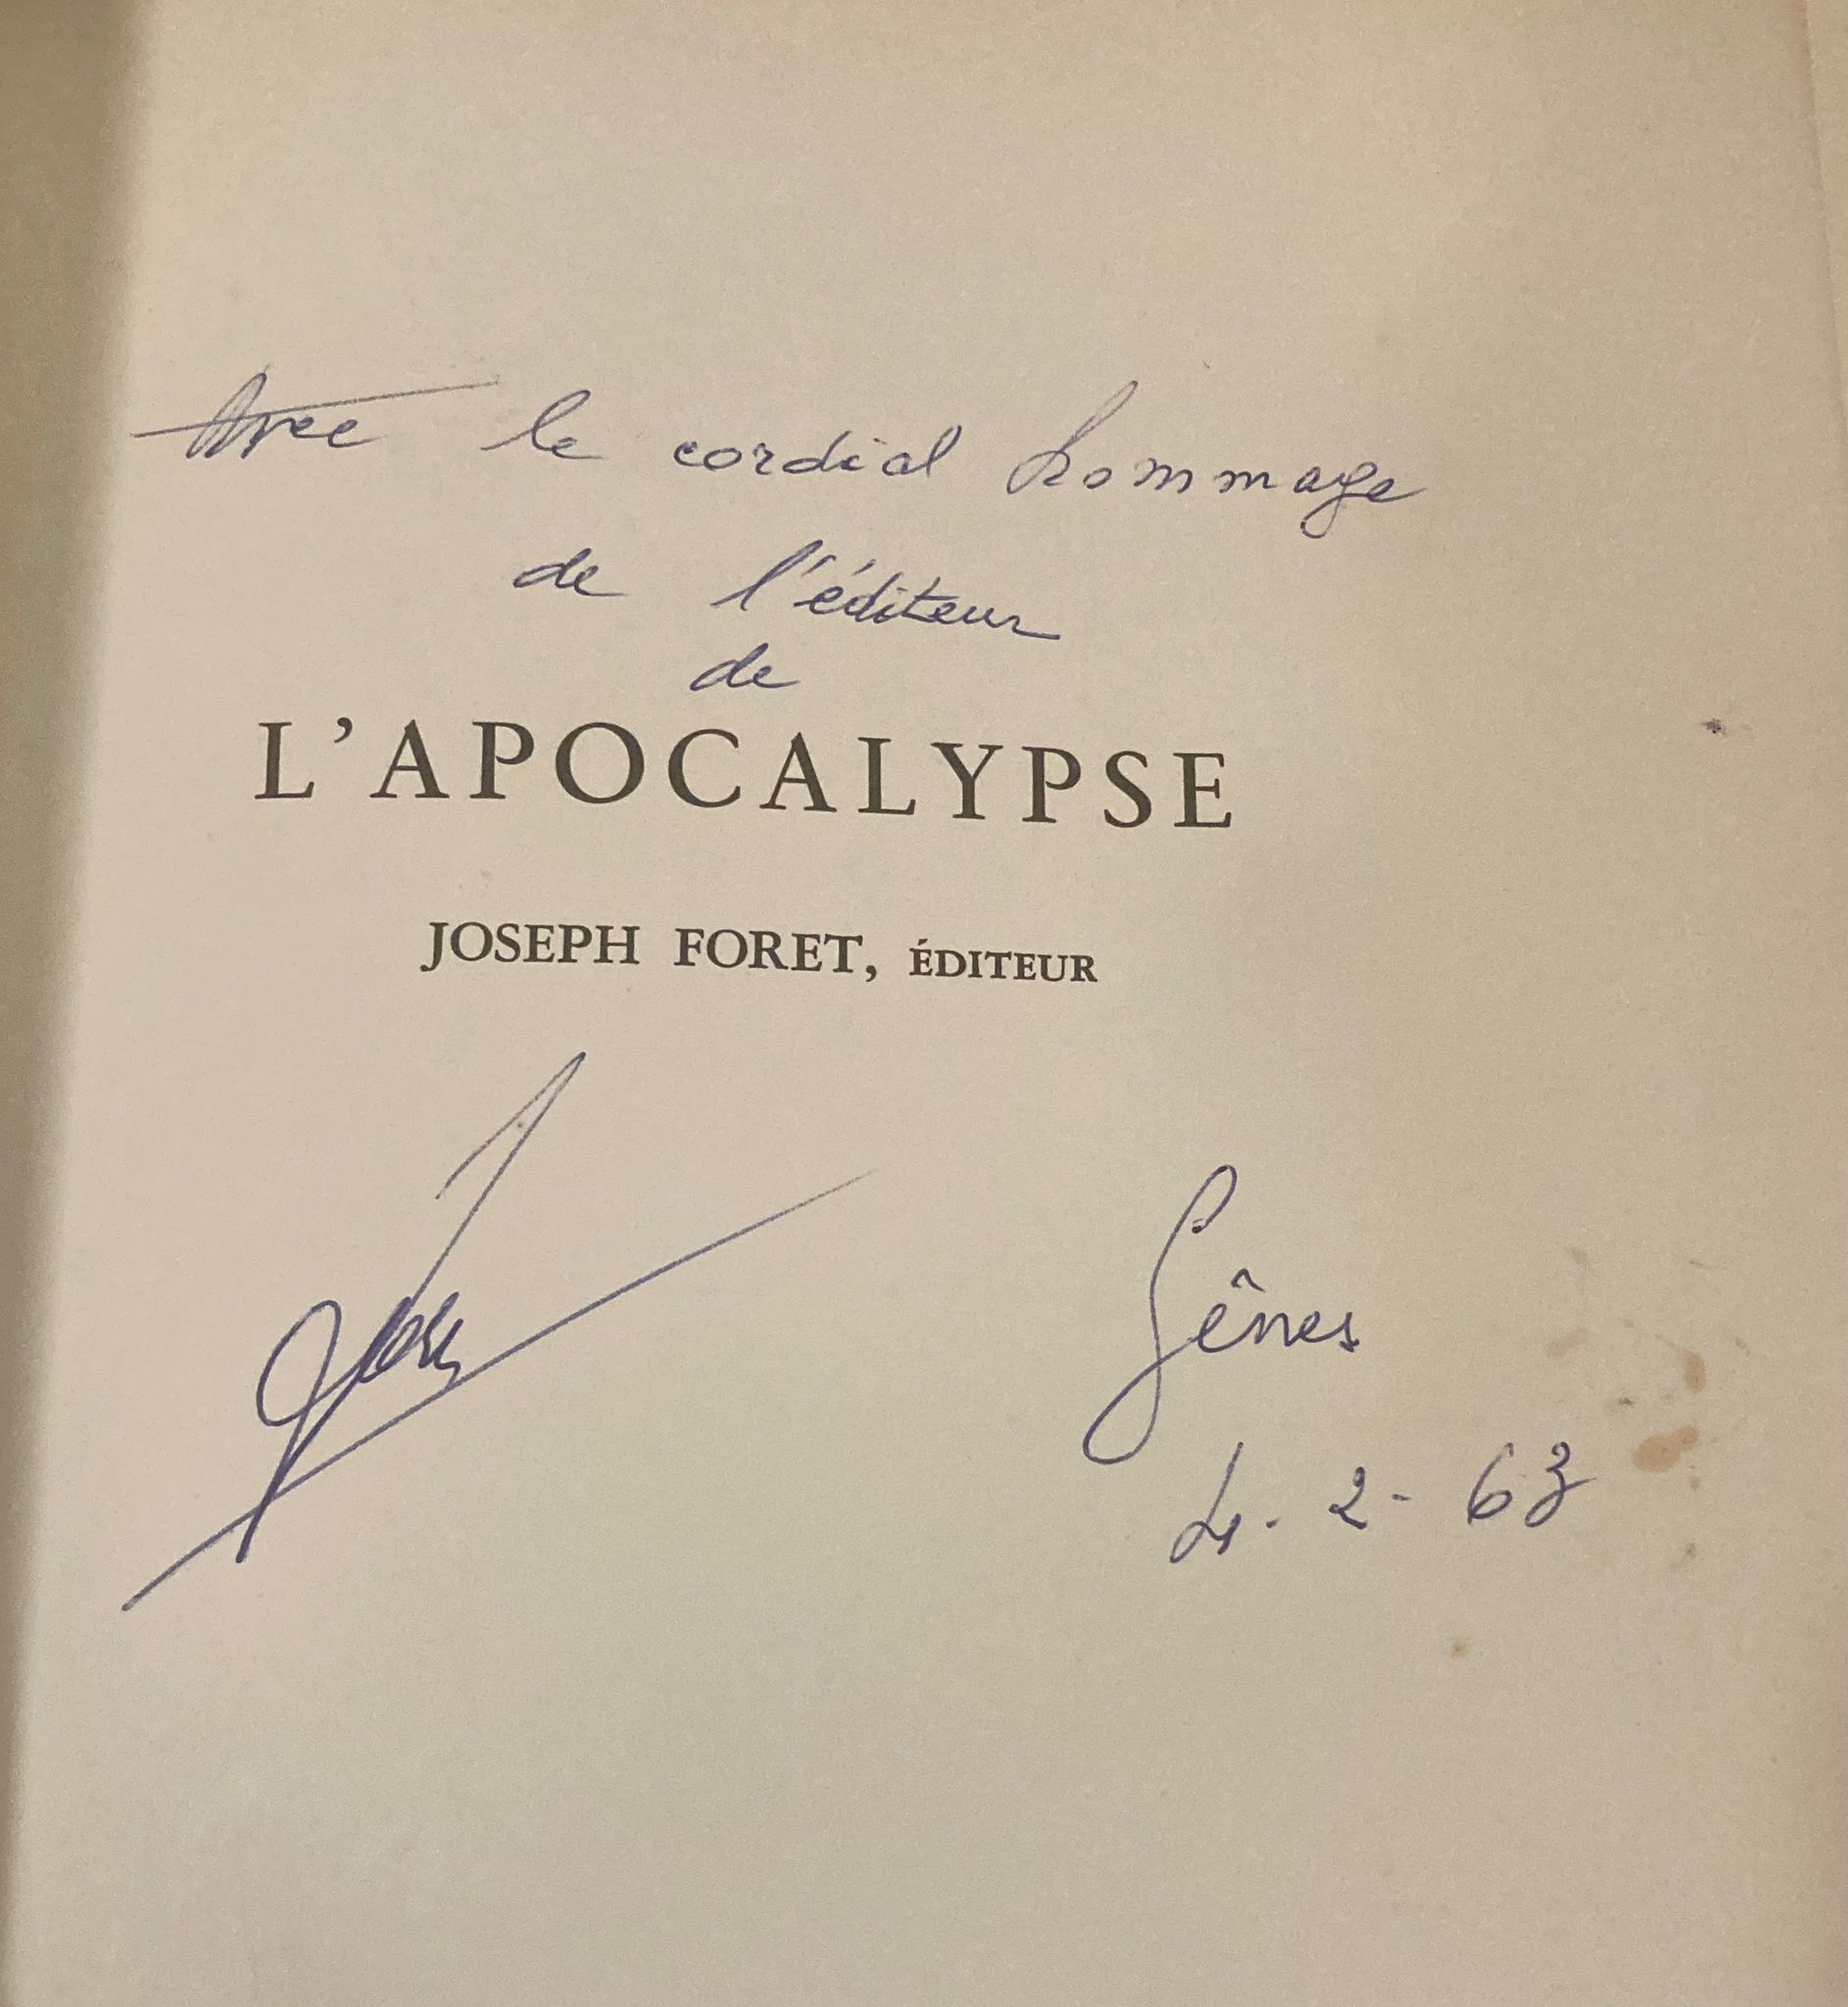 Avec le cordial hommage
de l'éditeur
de
L'APOCALYPSE
JOSEPH FORET, ÉDITEUR
Gênes
4-2-63